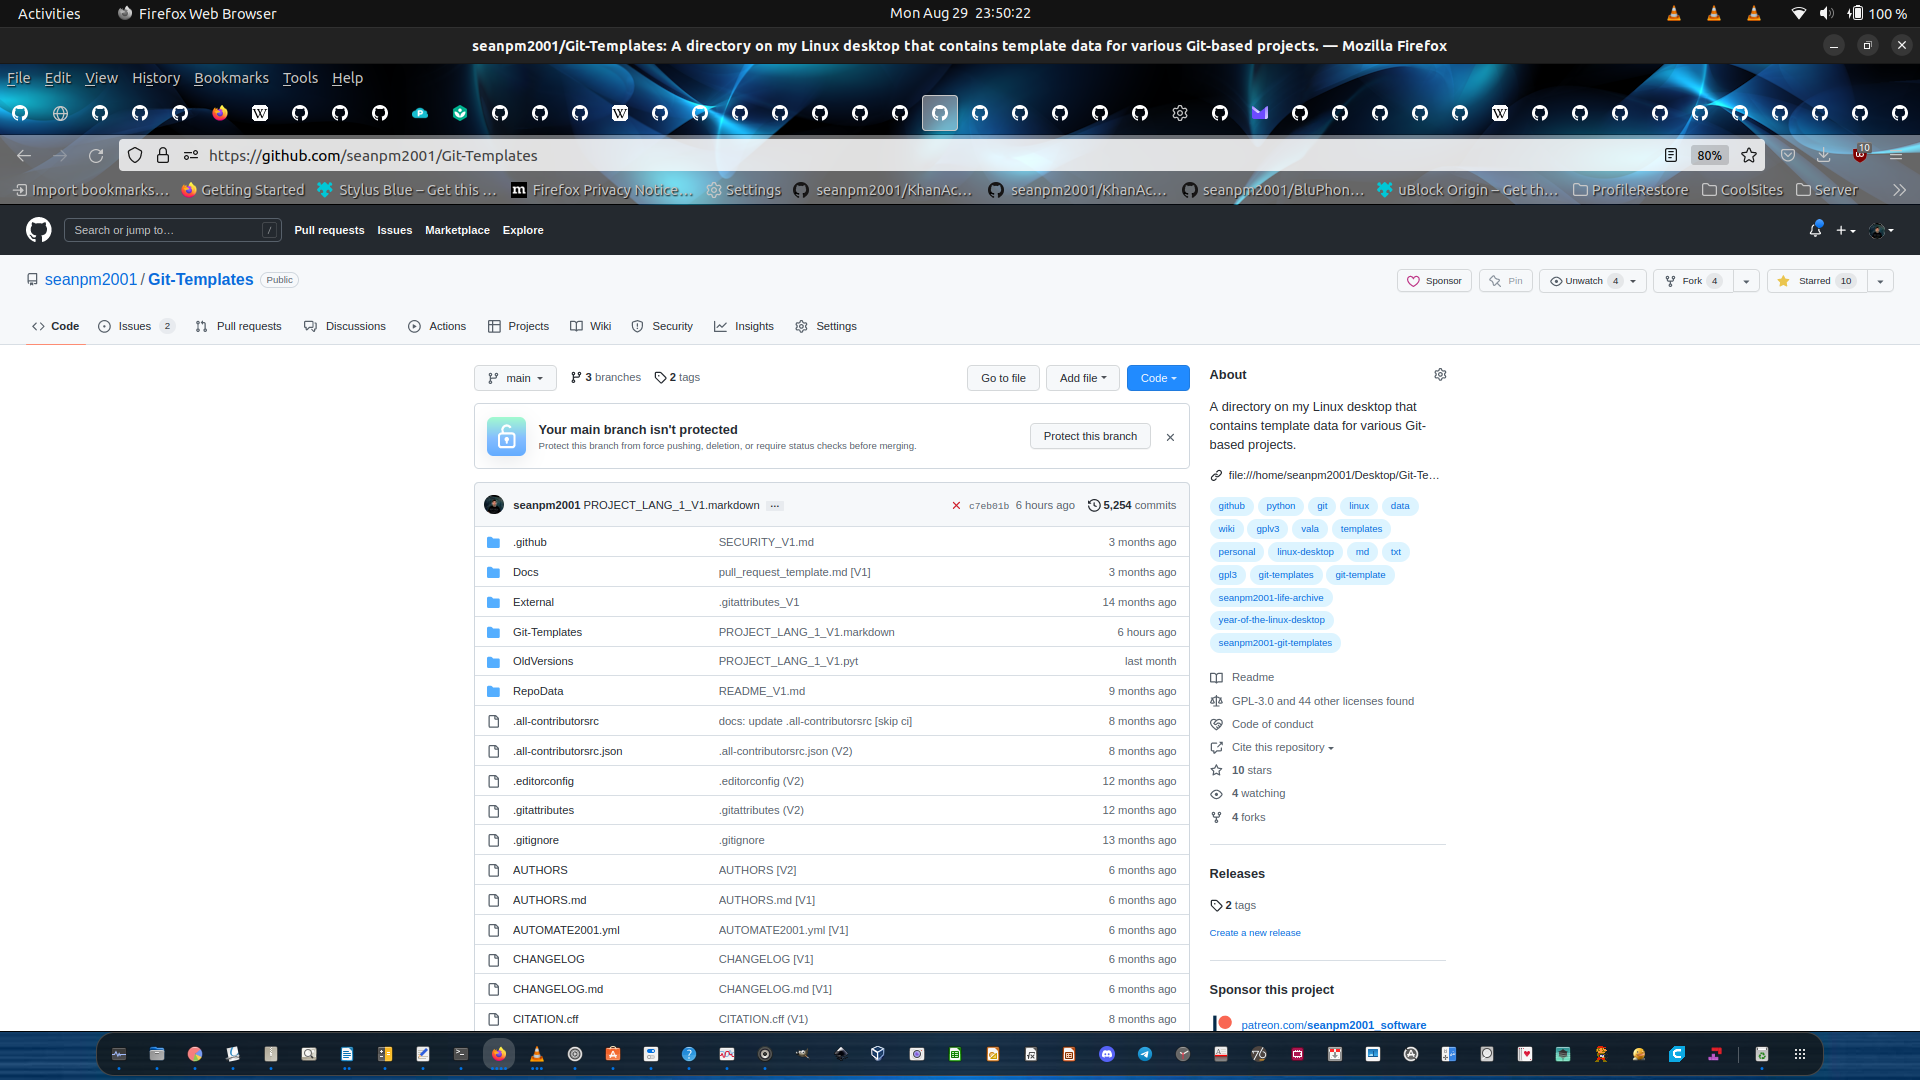 Activities Firefox Web Browser Mon Aug 29 23:50:22 100 %
seanpm2001/Git-Templates: A directory on my Linux desktop that contains template data for various Git-based projects. — Mozilla Firefox
File Edit View History Bookmarks Tools Help
https://github.com/seanpm2001/Git-Templates 80% 10
Import bookmarks… Getting Started Stylus Blue – Get this … Firefox Privacy Notice… Settings seanpm2001/KhanAc… seanpm2001/KhanAc… seanpm2001/BluPhon… uBlock Origin – Get th… ProfileRestore CoolSites Server
Search or jump to… / Pull requests Issues Marketplace Explore
seanpm2001 / Git-Templates Public Sponsor Pin Unwatch 4 Fork 4 Starred 10
Code Issues 2 Pull requests Discussions Actions Projects Wiki Security Insights Settings
main 3 branches 2 tags Go to file Add file Code
Your main branch isn't protected
Protect this branch from force pushing, deletion, or require status checks before merging.
Protect this branch
seanpm2001 PROJECT_LANG_1_V1.markdown … c7eb01b 6 hours ago 5,254 commits
.github SECURITY_V1.md 3 months ago
Docs pull_request_template.md [V1] 3 months ago
External .gitattributes_V1 14 months ago
Git-Templates PROJECT_LANG_1_V1.markdown 6 hours ago
OldVersions PROJECT_LANG_1_V1.pyt last month
RepoData README_V1.md 9 months ago
.all-contributorsrc docs: update .all-contributorsrc [skip ci] 8 months ago
.all-contributorsrc.json .all-contributorsrc.json (V2) 8 months ago
.editorconfig .editorconfig (V2) 12 months ago
.gitattributes .gitattributes (V2) 12 months ago
.gitignore .gitignore 13 months ago
AUTHORS AUTHORS [V2] 6 months ago
AUTHORS.md AUTHORS.md [V1] 6 months ago
AUTOMATE2001.yml AUTOMATE2001.yml [V1] 6 months ago
CHANGELOG CHANGELOG [V1] 6 months ago
CHANGELOG.md CHANGELOG.md [V1] 6 months ago
CITATION.cff CITATION.cff (V1) 8 months ago
About
A directory on my Linux desktop that
contains template data for various Git-
based projects.
file:///home/seanpm2001/Desktop/Git-Te…
github python git linux data
wiki gplv3 vala templates
personal linux-desktop md txt
gpl3 git-templates git-template
seanpm2001-life-archive
year-of-the-linux-desktop
seanpm2001-git-templates
Readme
GPL-3.0 and 44 other licenses found
Code of conduct
Cite this repository
10 stars
4 watching
4 forks
Releases
2 tags
Create a new release
Sponsor this project
patreon.com/seanpm2001_software